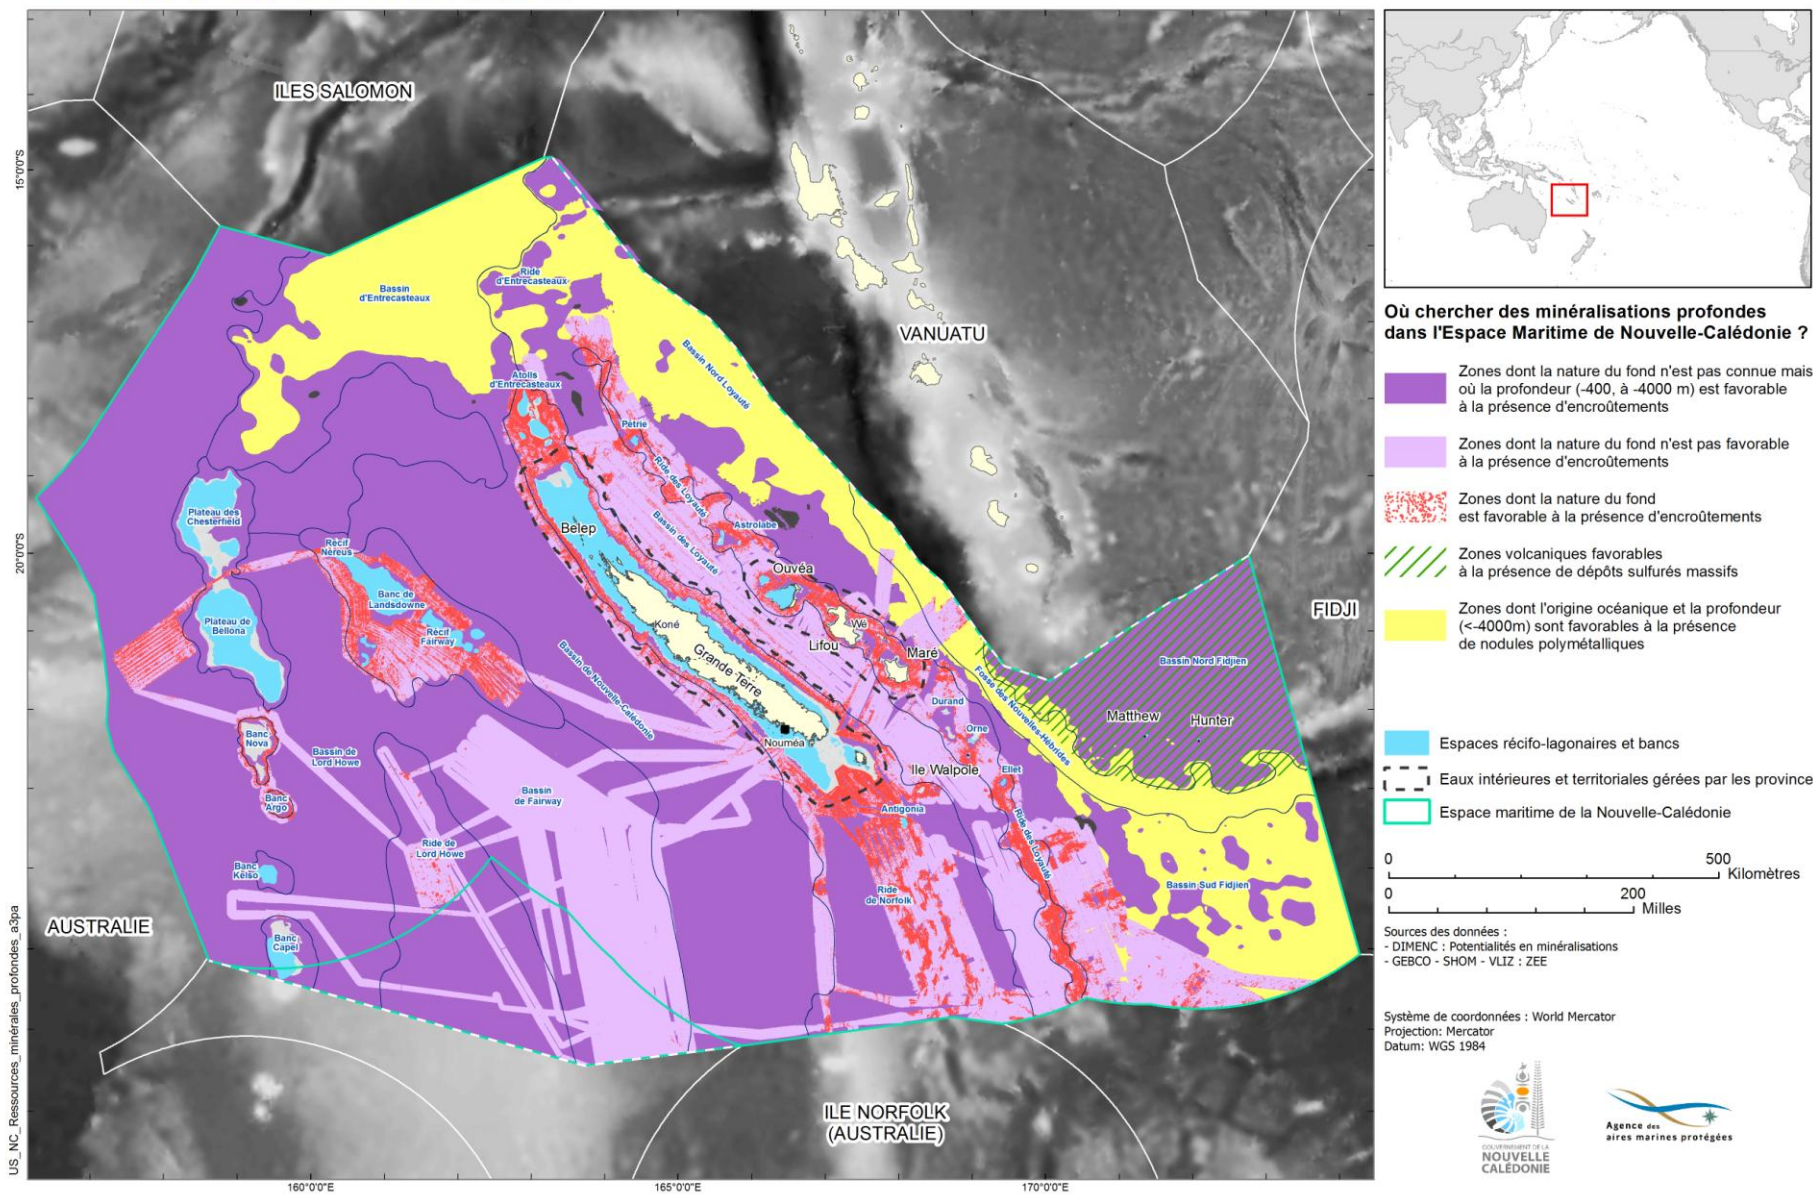 ILES SALOMON
VANUATU
FIDJI
AUSTRALIE
ILE NORFOLK
(AUSTRALIE)
15°0'0"S
20°0'0"S
160°0'0"E
165°0'0"E
170°0'0"E
US_NC_Ressources_minérales_profondes_a3pa
Bassin
d'Entrecasteaux
Ride
d'Entrecasteaux
Bassin Nord Loyauté
Atolls
d'Entrecasteaux
Pétrie
Ride des Loyauté
Astrolabe
Bassin des Loyauté
Belep
Ouvéa
Wé
Lifou
Maré
Koné
Grande Terre
Nouméa
Plateau des
Chesterfield
Récif
Néreus
Banc de
Landsdowne
Plateau de
Bellona
Récif
Fairway
Bassin de Nouvelle-Calédonie
Banc
Nova
Bassin de
Lord Howe
Banc
Argo
Bassin
de Fairway
Ride de
Lord Howe
Banc
Kelso
Banc
Capel
Durand
Orne
Ile Walpole
Ellet
Antigonia
Ride des Loyauté
Ride
de Norfolk
Fosse des Nouvelles-Hébrides
Bassin Nord Fidjien
Matthew
Hunter
Bassin Sud Fidjien
Où chercher des minéralisations profondes
dans l'Espace Maritime de Nouvelle-Calédonie ?
Zones dont la nature du fond n'est pas connue mais
où la profondeur (-400, à -4000 m) est favorable
à la présence d'encroûtements
Zones dont la nature du fond n'est pas favorable
à la présence d'encroûtements
Zones dont la nature du fond
est favorable à la présence d'encroûtements
Zones volcaniques favorables
à la présence de dépôts sulfurés massifs
Zones dont l'origine océanique et la profondeur
(<-4000m) sont favorables à la présence
de nodules polymétalliques
Espaces récifo-lagonaires et bancs
Eaux intérieures et territoriales gérées par les province
Espace maritime de la Nouvelle-Calédonie
0 500
Kilomètres
0 200
Milles
Sources des données :
- DIMENC : Potentialités en minéralisations
- GEBCO - SHOM - VLIZ : ZEE
Système de coordonnées : World Mercator
Projection: Mercator
Datum: WGS 1984
GOUVERNEMENT DE LA
NOUVELLE
CALÉDONIE
Agence des
aires marines protégées